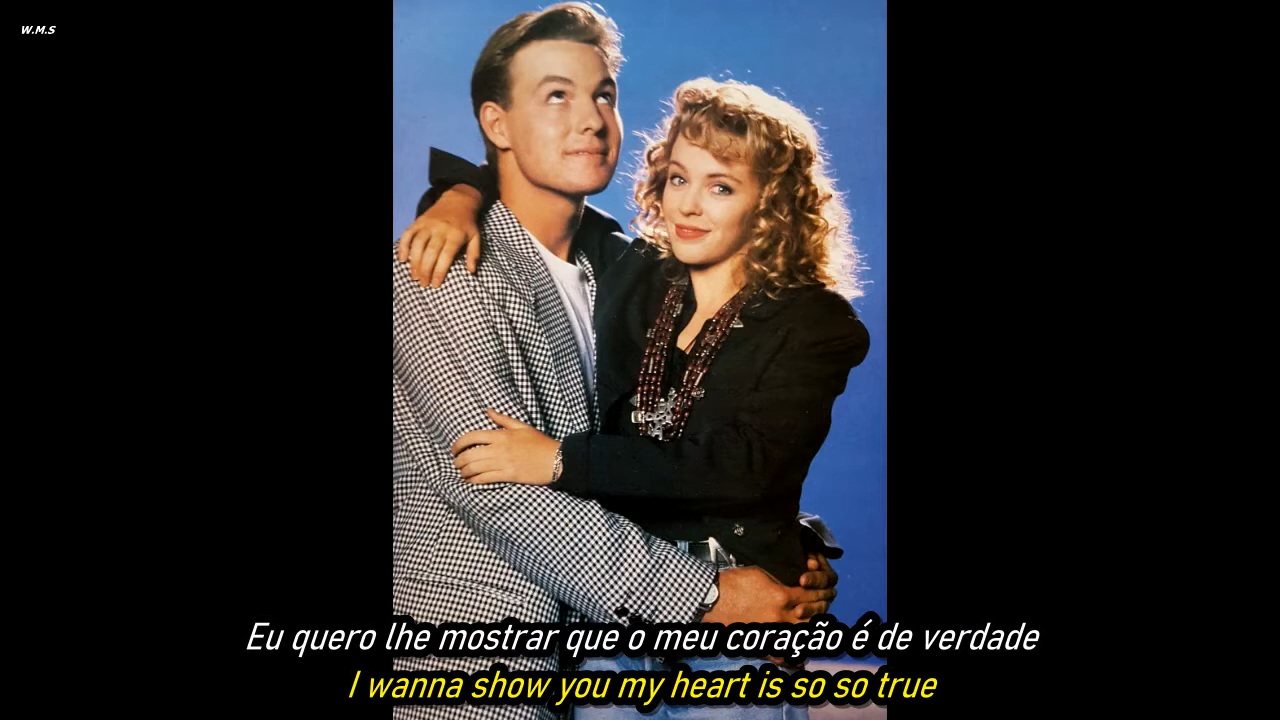 W.M.S
Eu quero lhe mostrar que o meu coração é de verdade
I wanna show you my heart is so so true